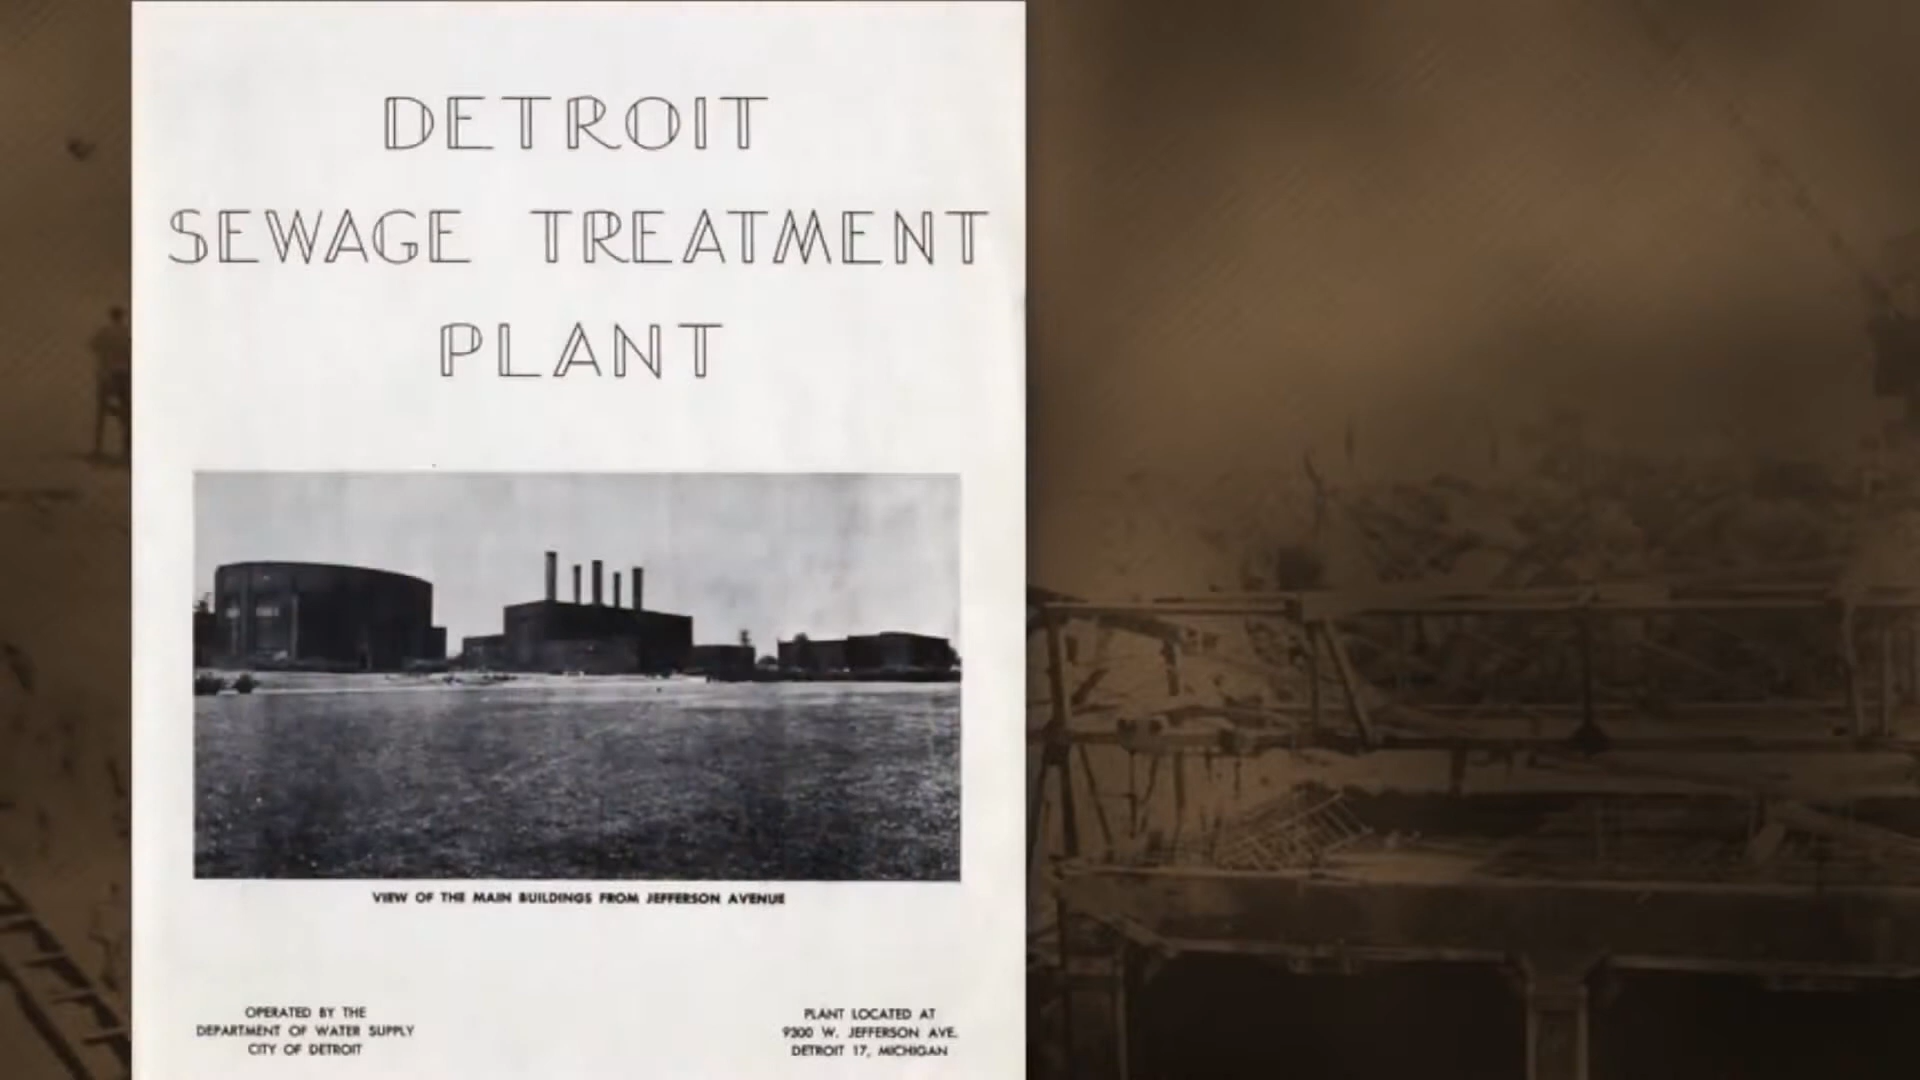 DETROIT
SEWAGE TREATMENT
PLANT
VIEW OF THE MAIN BUILDINGS FROM JEFFERSON AVENUE
OPERATED BY THE
DEPARTMENT OF WATER SUPPLY
CITY OF DETROIT
PLANT LOCATED AT
9300 W. JEFFERSON AVE.
DETROIT 17, MICHIGAN